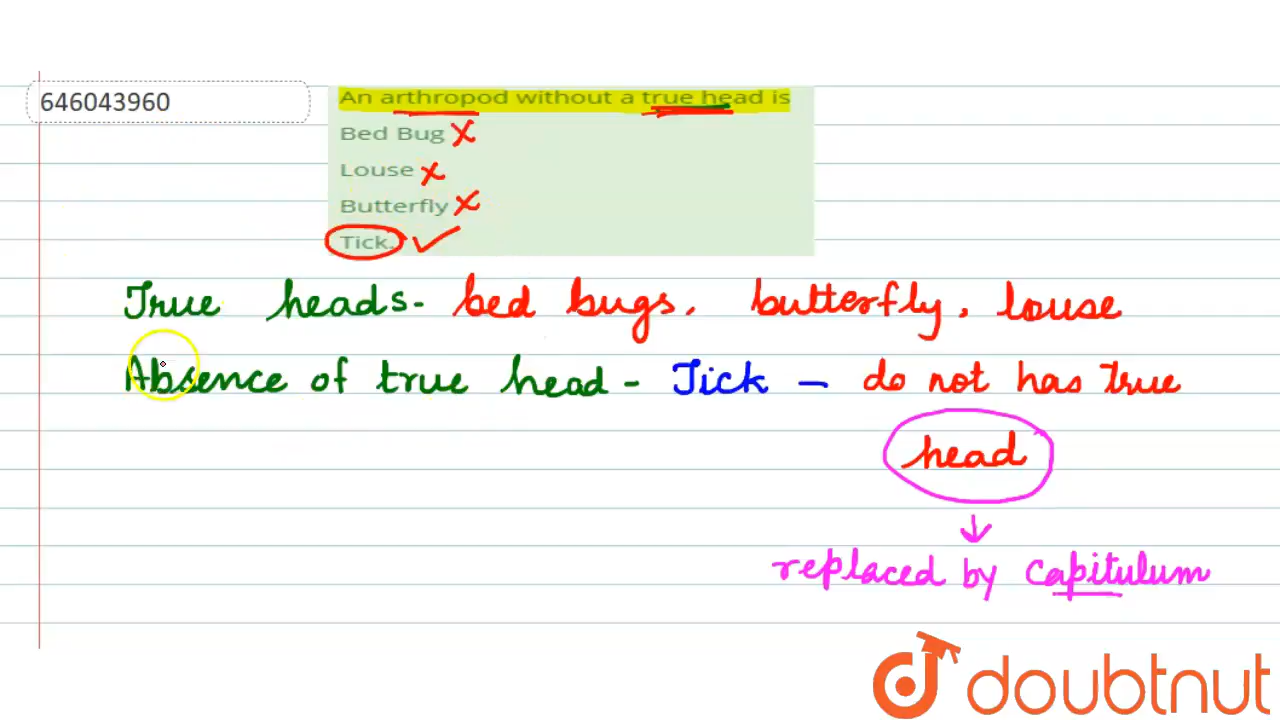 646043960
An arthropod without a true head is
Bed Bug x
Louse x
Butterfly x
Tick. ✓
True heads- bed bugs, butterfly, louse
Absence of true head - Tick - do not has true
head
↓
replaced by capitulum
doubtnut